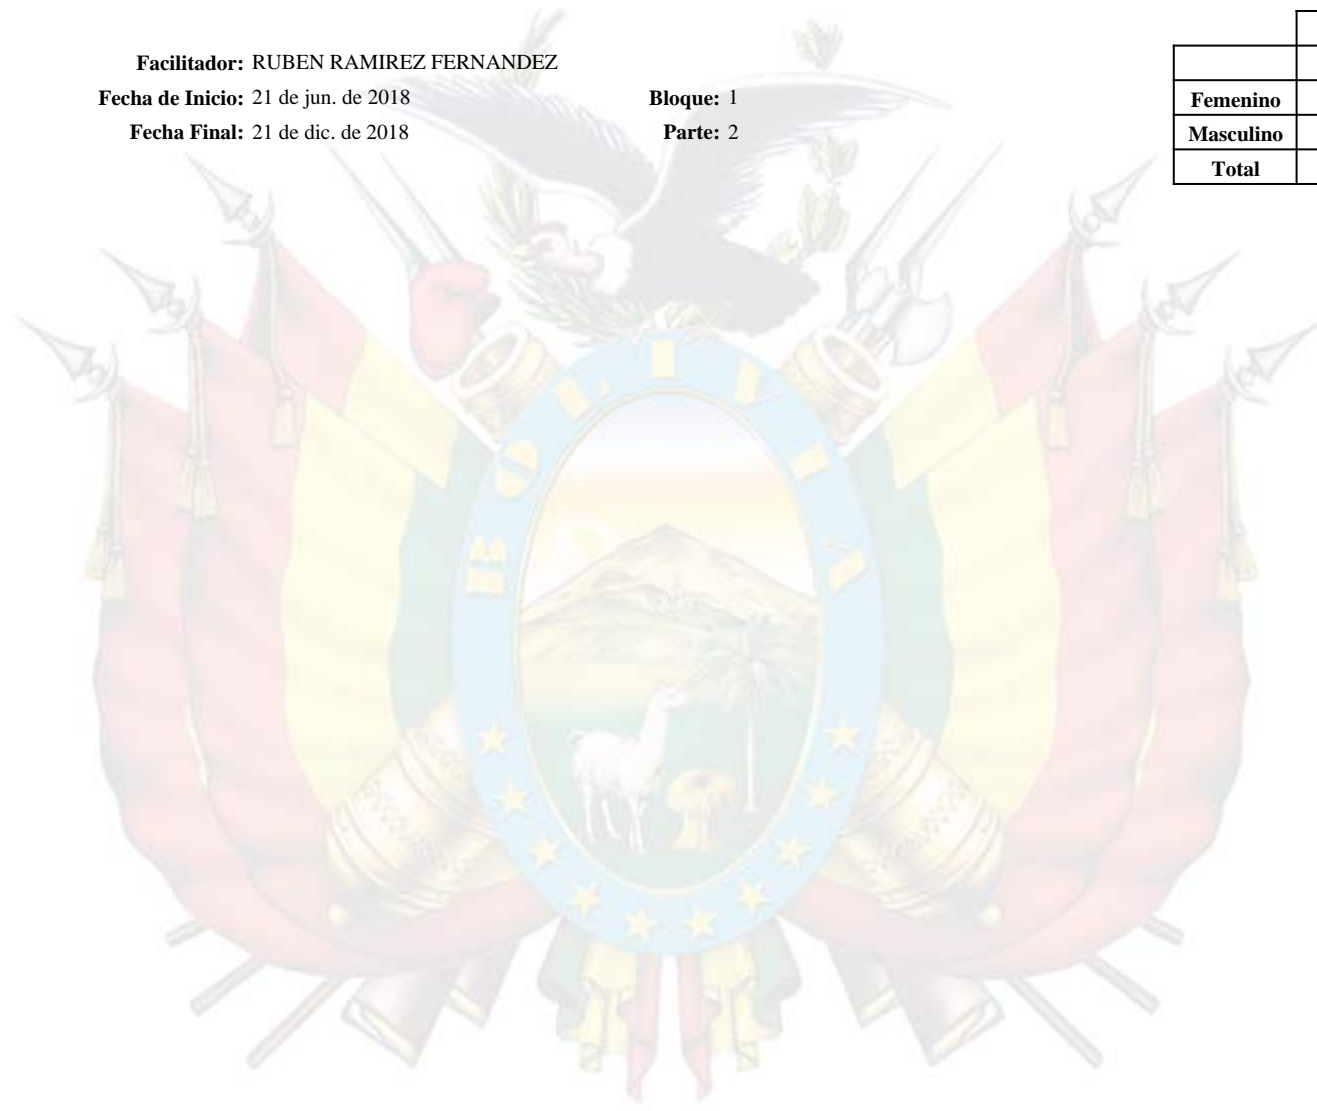 Facilitador: RUBEN RAMIREZ FERNANDEZ
Fecha de Inicio: 21 de jun. de 2018 Bloque: 1
Fecha Final: 21 de dic. de 2018 Parte: 2
Femenino
Masculino
Total
BOLIVIA